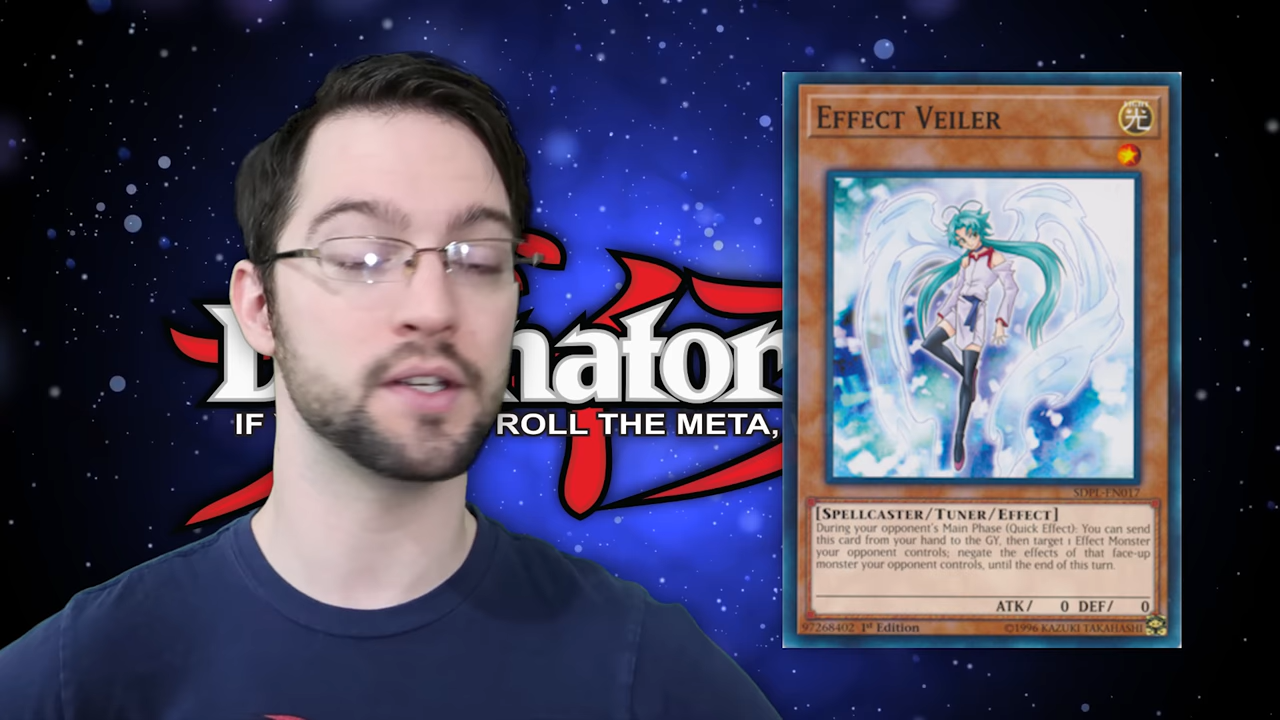 nator
IF
ROLL THE META,
EFFECT VEILER
LIGHT
光
SDPL-EN017
[SPELLCASTER/TUNER/EFFECT]
During your opponent's Main Phase (Quick Effect): You can send
this card from your hand to the GY, then target 1 Effect Monster
your opponent controls; negate the effects of that face-up
monster your opponent controls, until the end of this turn.
ATK/ 0 DEF/ 0
97268402 1st Edition ©1996 KAZUKI TAKAHASHI